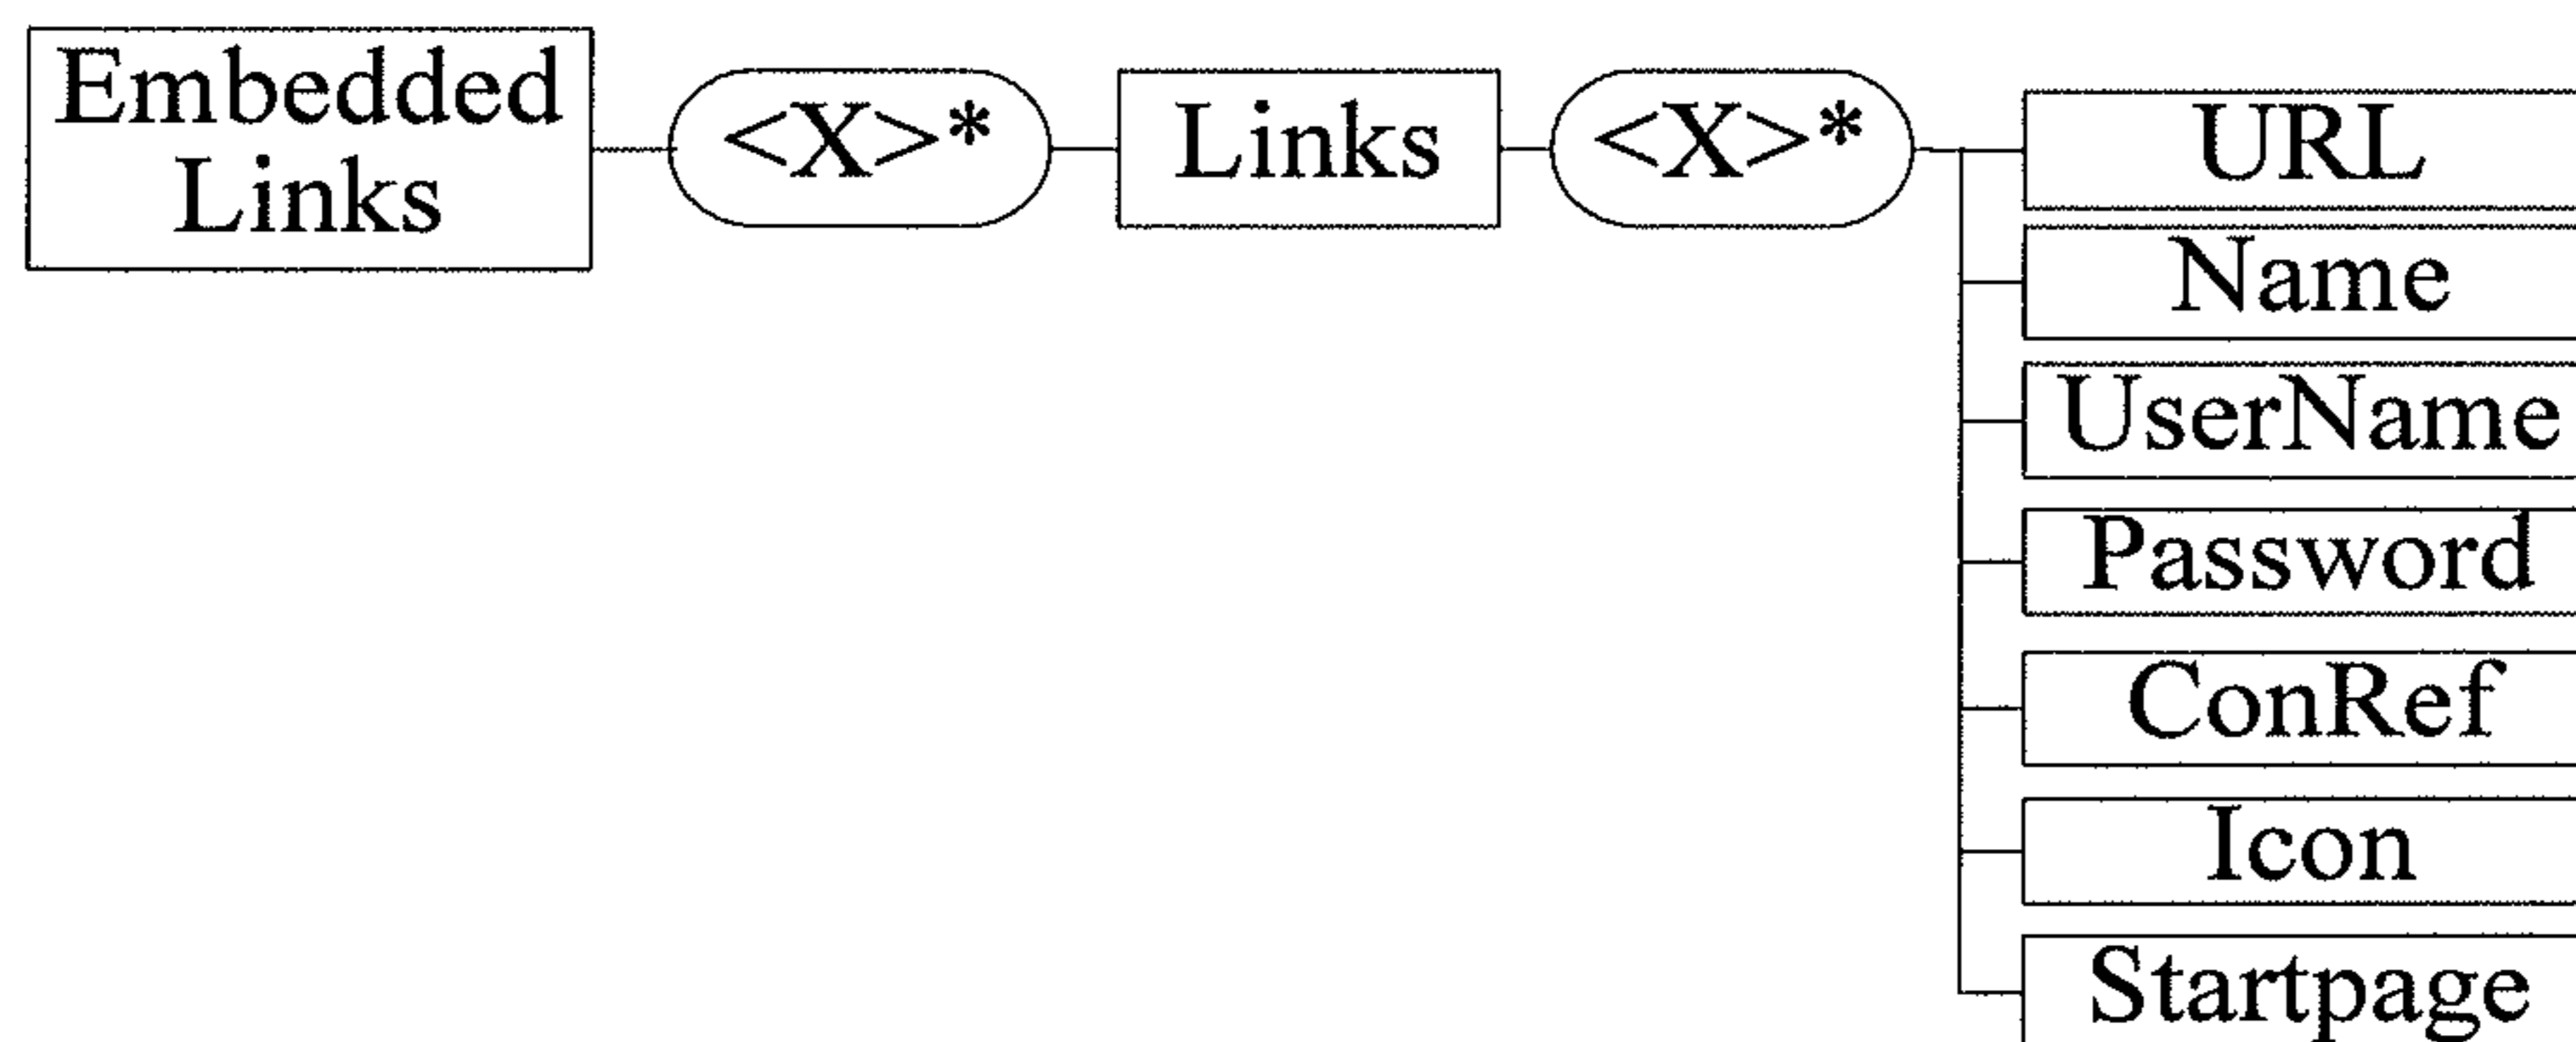 Embedded
Links
<X>*
Links
<X>*
URL
Name
UserName
Password
ConRef
Icon
Startpage